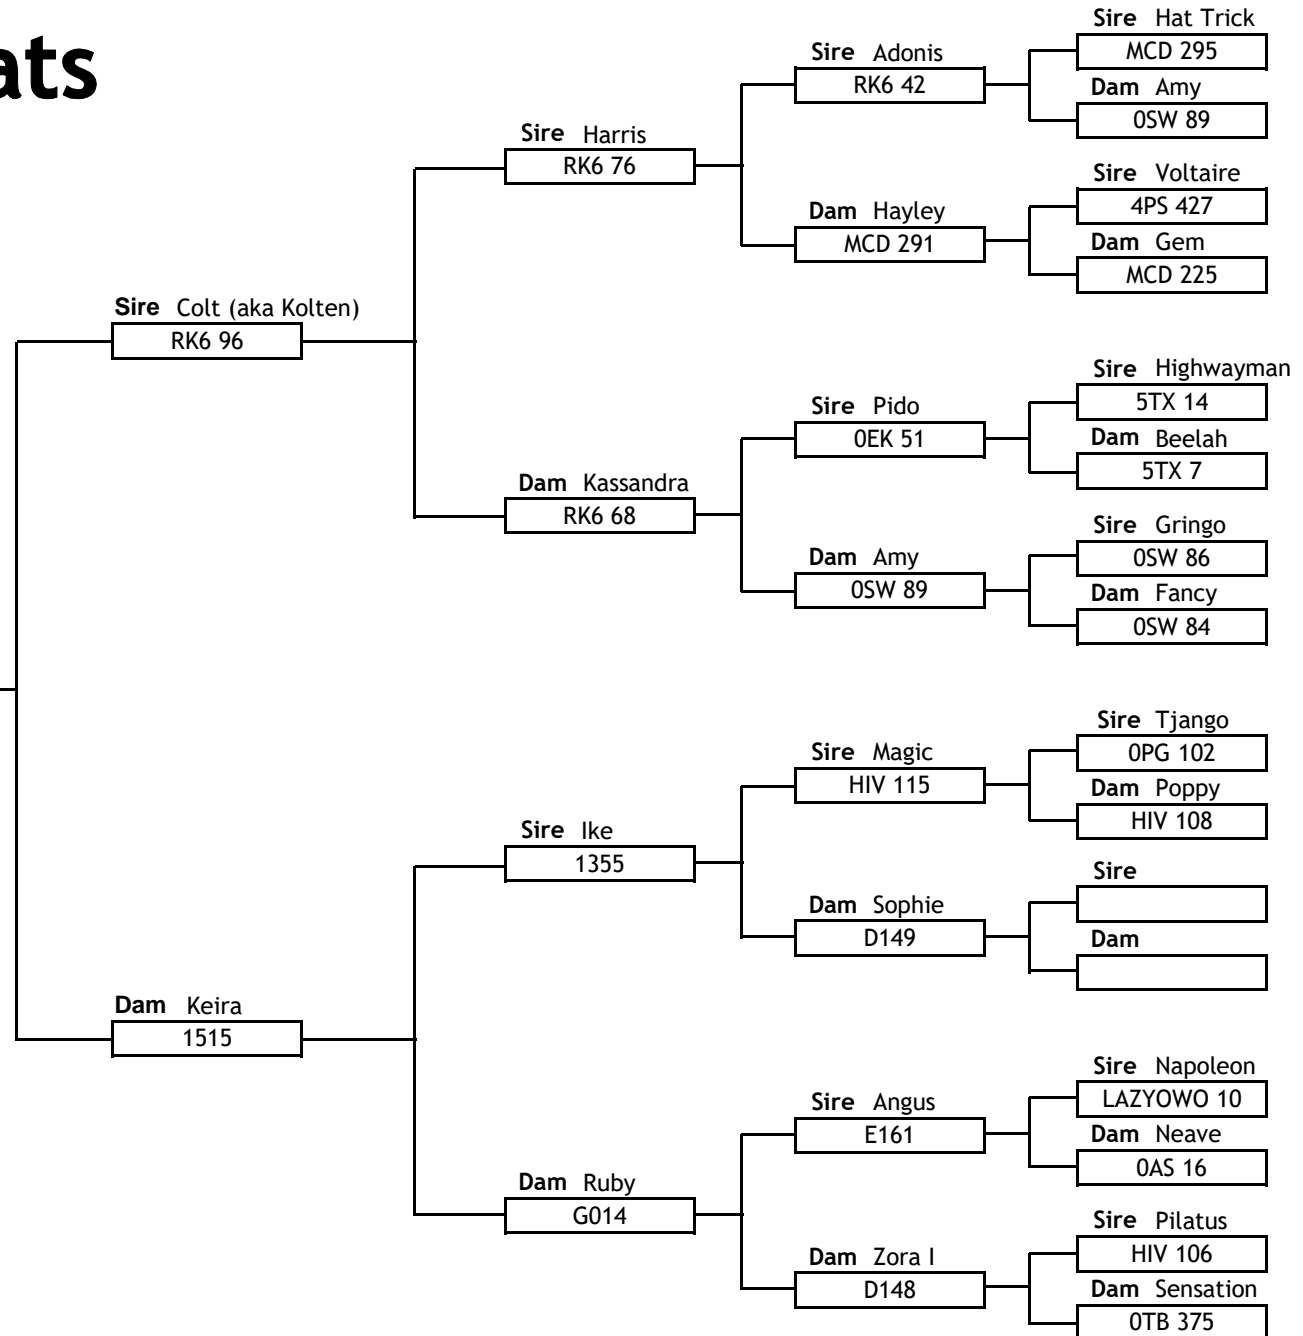 ats
Sire Colt (aka Kolten)
RK6 96
Sire Harris
RK6 76
Sire Adonis
RK6 42
Sire Hat Trick
MCD 295
Dam Amy
0SW 89
Dam Hayley
MCD 291
Sire Voltaire
4PS 427
Dam Gem
MCD 225
Dam Kassandra
RK6 68
Sire Pido
0EK 51
Sire Highwayman
5TX 14
Dam Beelah
5TX 7
Dam Amy
0SW 89
Sire Gringo
0SW 86
Dam Fancy
0SW 84
Dam Keira
1515
Sire Ike
1355
Sire Magic
HIV 115
Sire Tjango
0PG 102
Dam Poppy
HIV 108
Dam Sophie
D149
Sire
Dam
Dam Ruby
G014
Sire Angus
E161
Sire Napoleon
LAZYOWO 10
Dam Neave
0AS 16
Dam Zora I
D148
Sire Pilatus
HIV 106
Dam Sensation
0TB 375